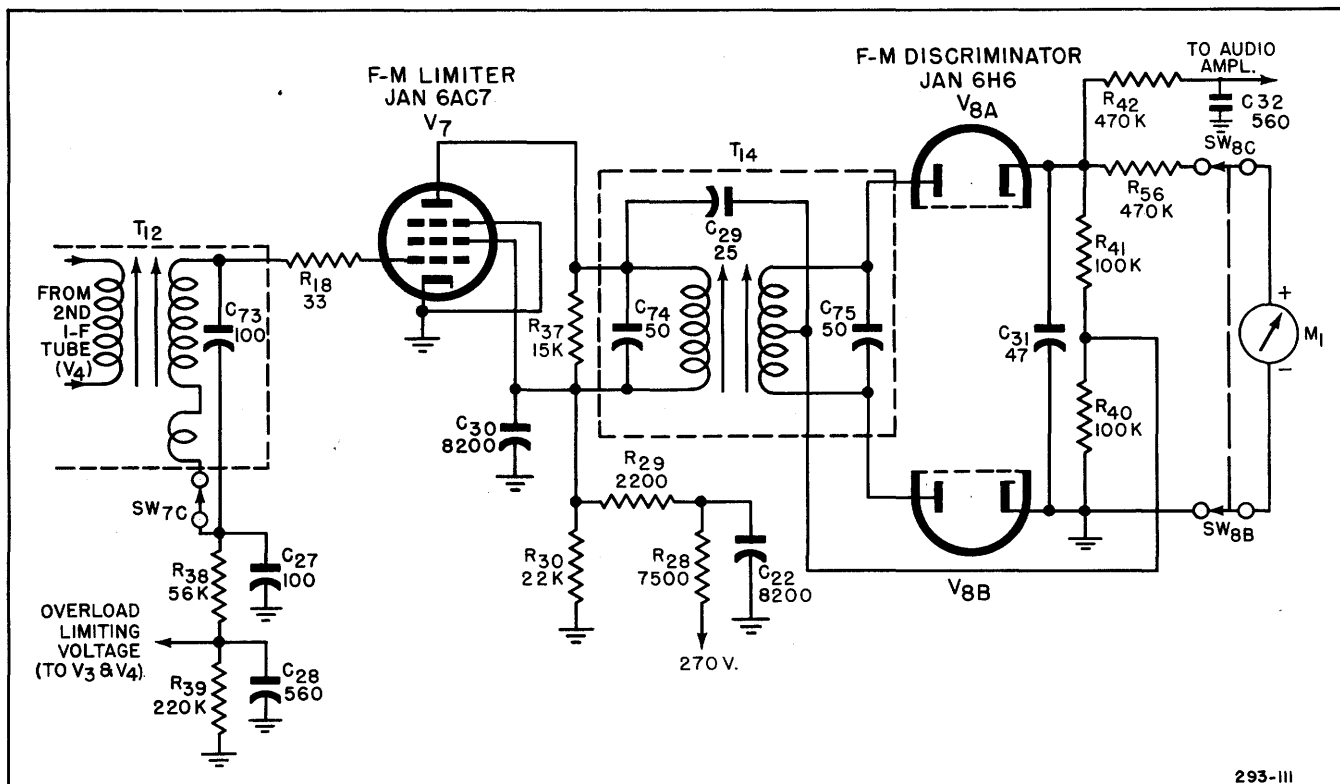 F-M LIMITER
JAN 6AC7
V7
F-M DISCRIMINATOR
JAN 6H6
V8A
TO AUDIO
AMPL.
R42
470 K
C32
560
SW8C
R56
470 K
T12
T14
FROM
2ND
I-F
TUBE
(V4)
C73
100
R18
33
C29
25
R37
15K
C74
50
C75
50
C31
47
R41
100K
R40
100K
+
M1
-
C30
8200
SW7C
R29
2200
SW8B
R38
56K
C27
100
R30
22K
R28
7500
C22
8200
V8B
OVERLOAD
LIMITING
VOLTAGE
(TO V3 & V4)
270 V.
R39
220K
C28
560
293-111